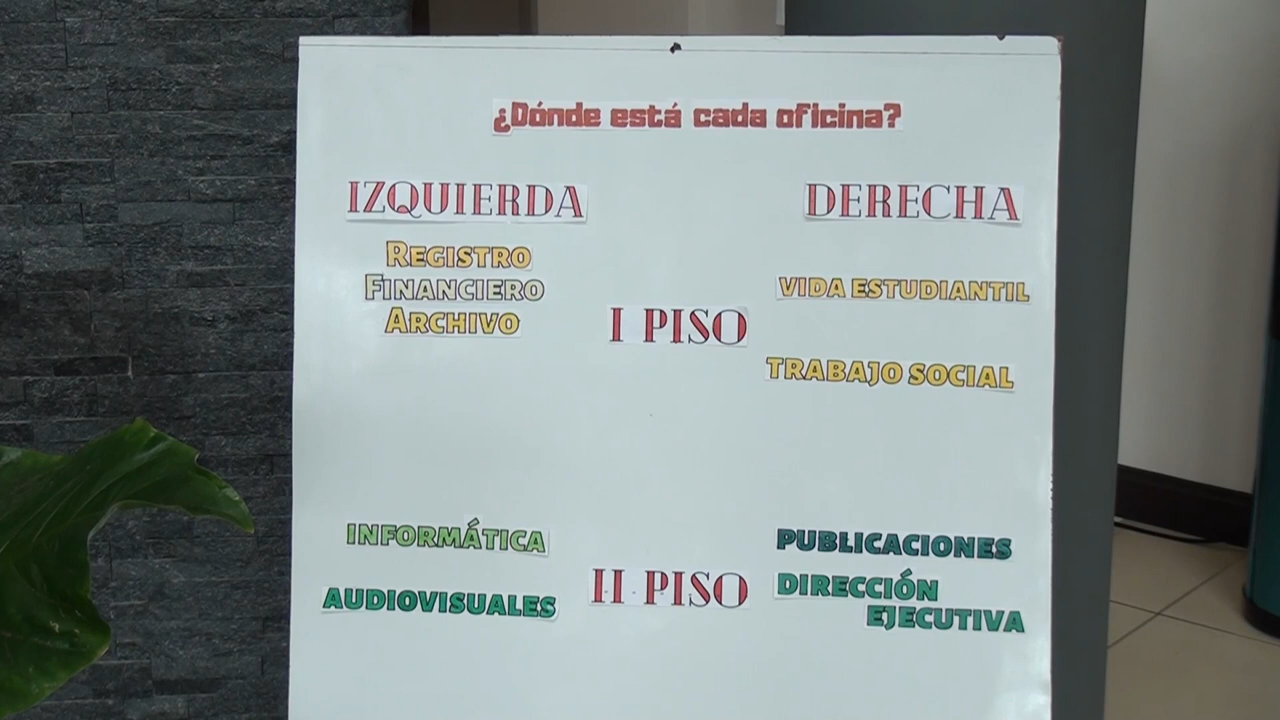 ¿Dónde está cada oficina?
IZQUIERDA
DERECHA
REGISTRO
FINANCIERO
ARCHIVO
VIDA ESTUDIANTIL
I PISO
TRABAJO SOCIAL
INFORMÁTICA
AUDIOVISUALES
II PISO
PUBLICACIONES
DIRECCIÓN
EJECUTIVA